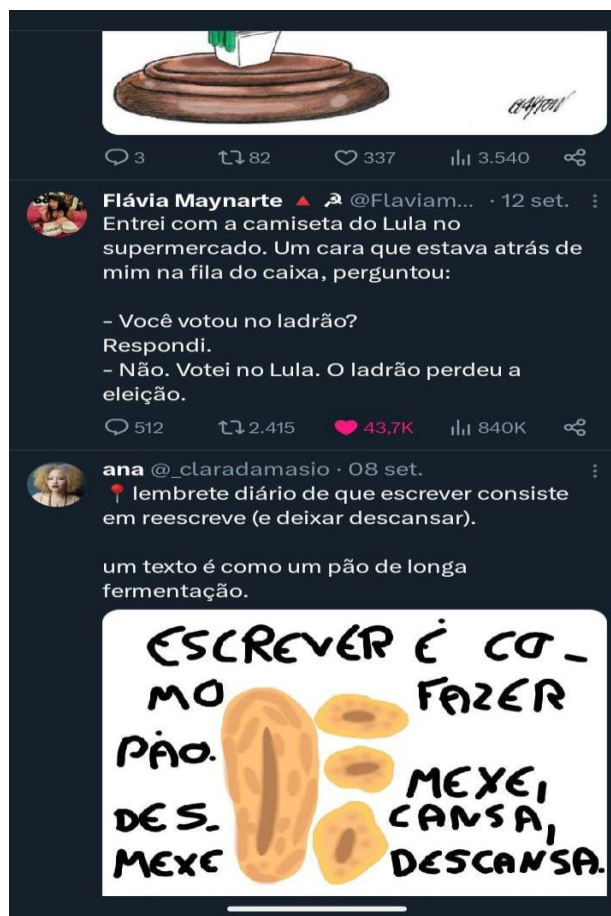 CLAYTON
3 82 337 3.540
Flávia Maynarte @Flaviam... · 12 set.
Entrei com a camiseta do Lula no
supermercado. Um cara que estava atrás de
mim na fila do caixa, perguntou:
- Você votou no ladrão?
Respondi.
- Não. Votei no Lula. O ladrão perdeu a
eleição.
512 2.415 43,7K 840K
ana @_claradamasio · 08 set.
lembrete diário de que escrever consiste
em reescreve (e deixar descansar).
um texto é como um pão de longa
fermentação.
ESCREVER É CO-
MO FAZER
PÃO.
MEXE,
DES- CANSA,
MEXE DESCANSA.